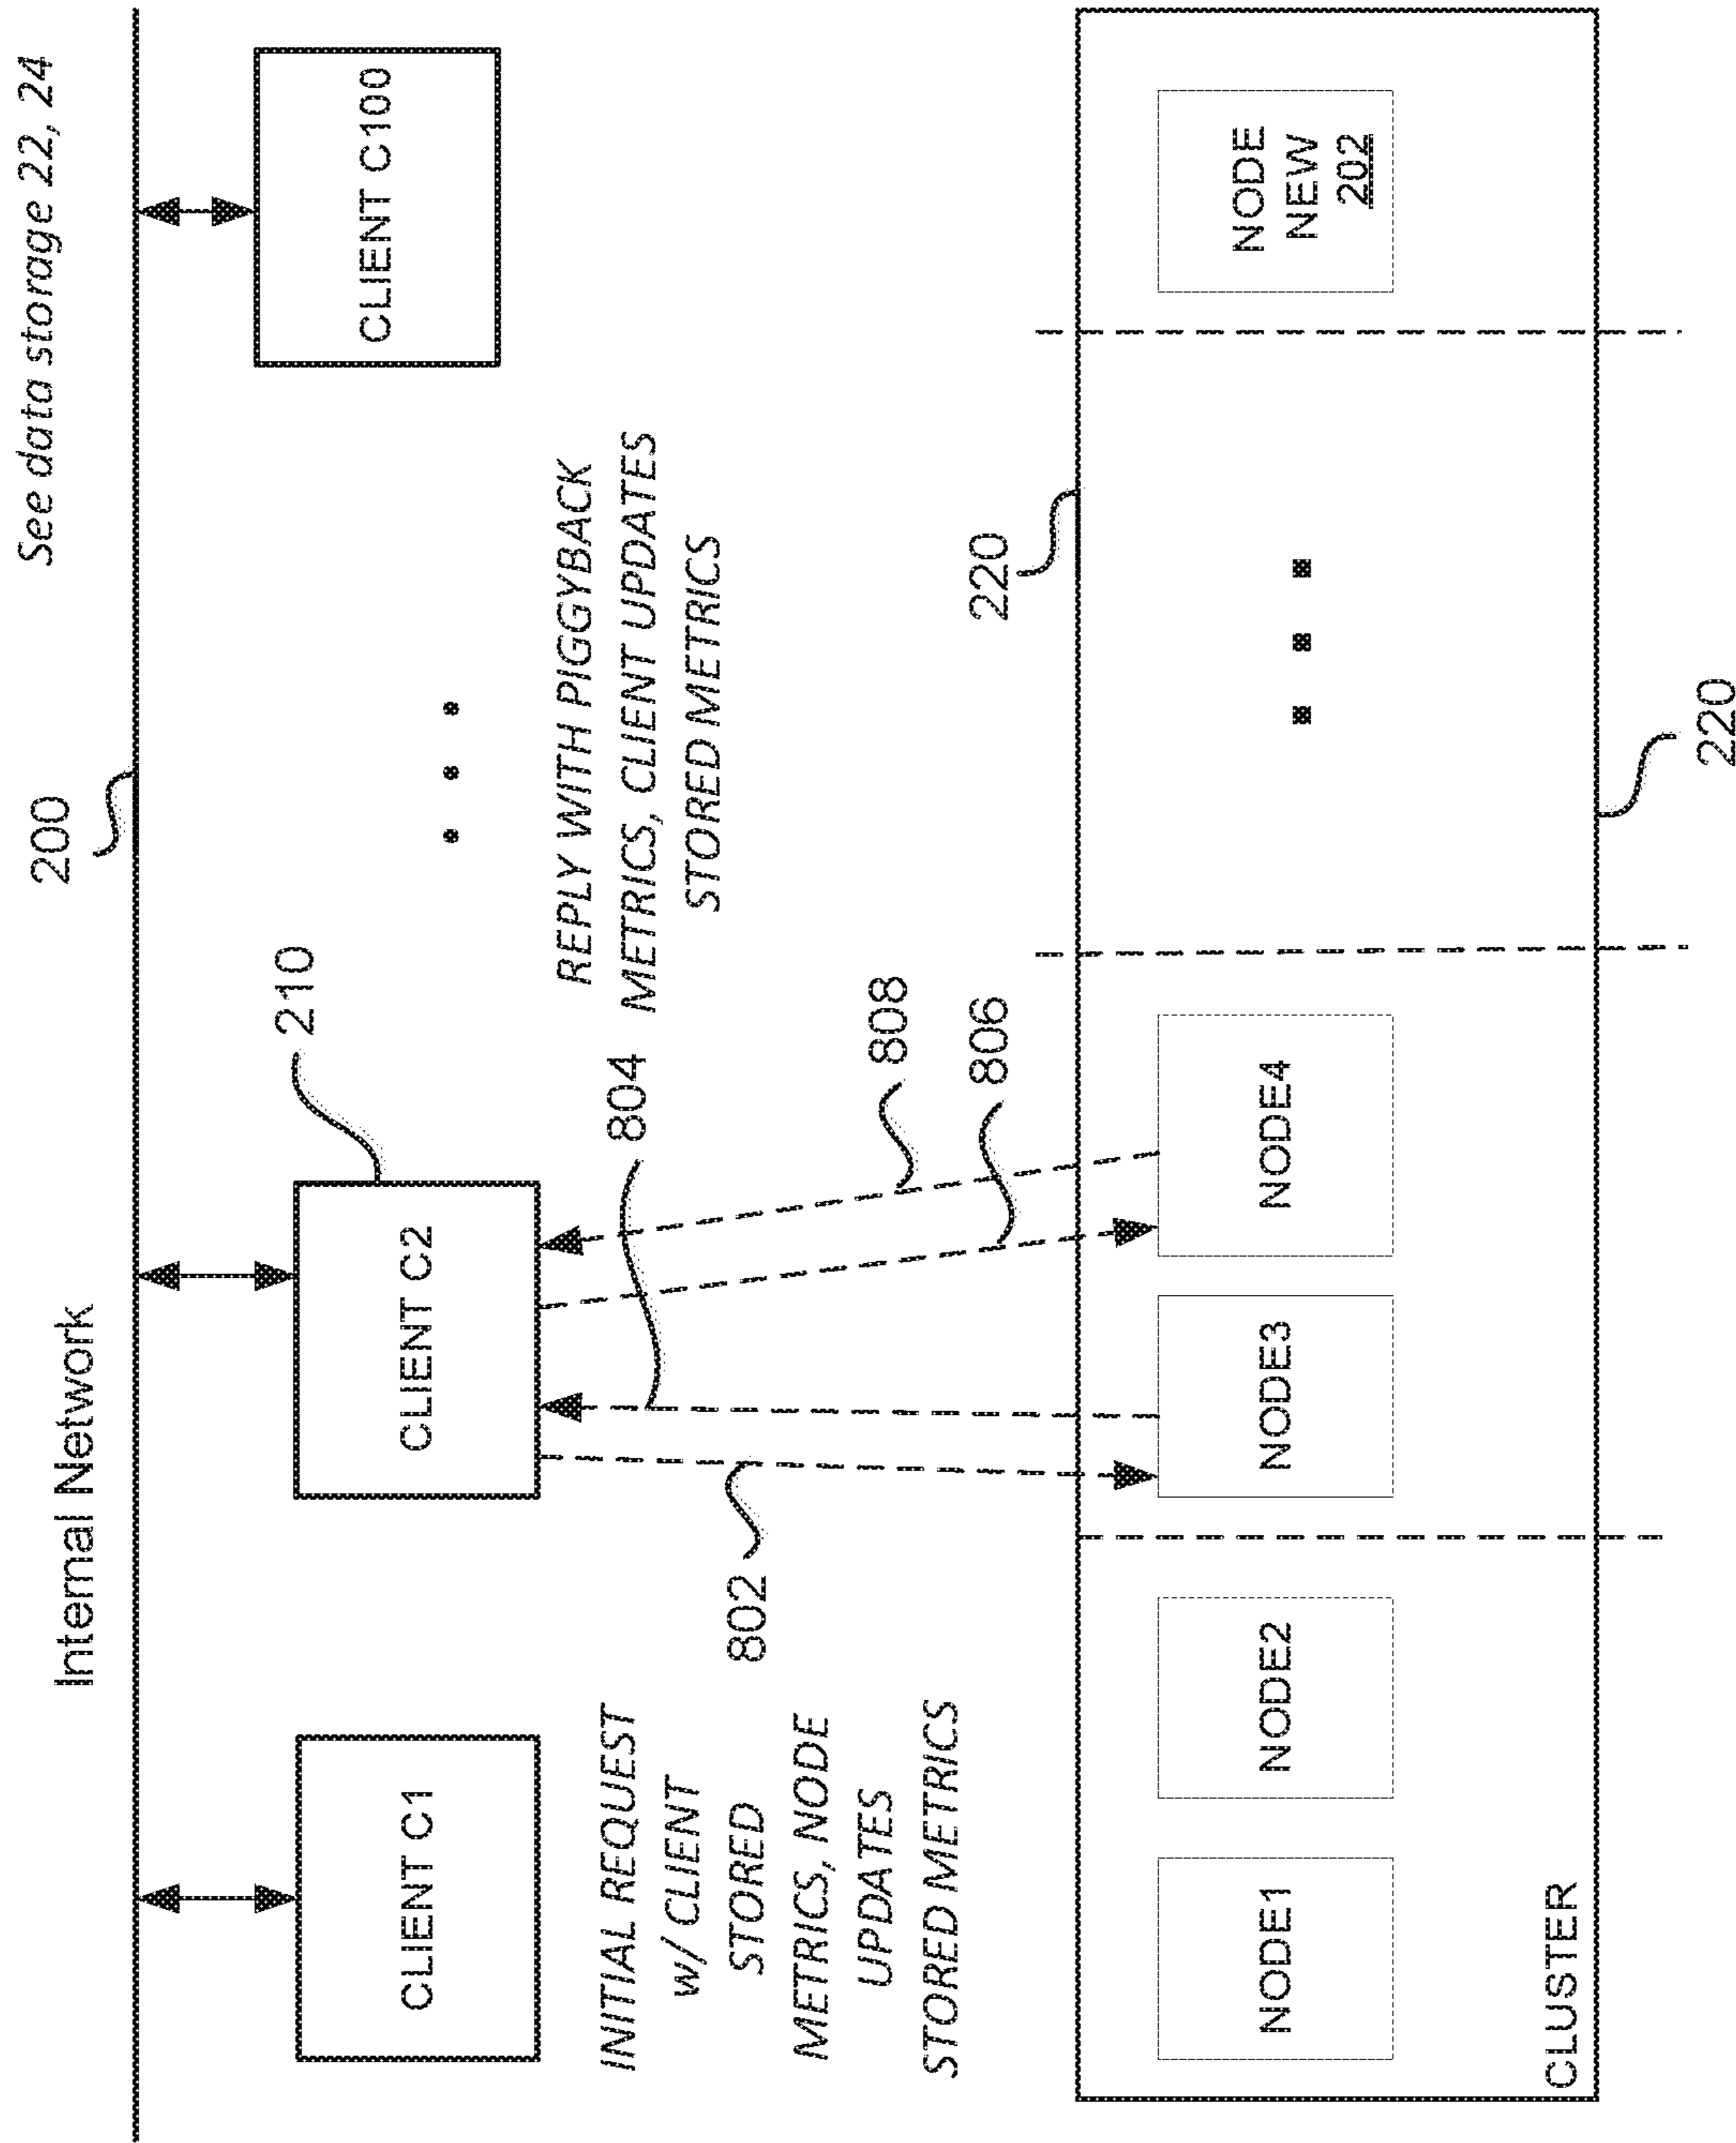 See data storage 22, 24
Internal Network
200
CLIENT C1
CLIENT C2
210
CLIENT C100
INITIAL REQUEST
w/ CLIENT
STORED
METRICS, NODE
UPDATES
STORED METRICS
802
804
REPLY WITH PIGGYBACK
METRICS, CLIENT UPDATES
STORED METRICS
808
806
220
NODE1
NODE2
NODE3
NODE4
NODE
NEW
202
CLUSTER
220